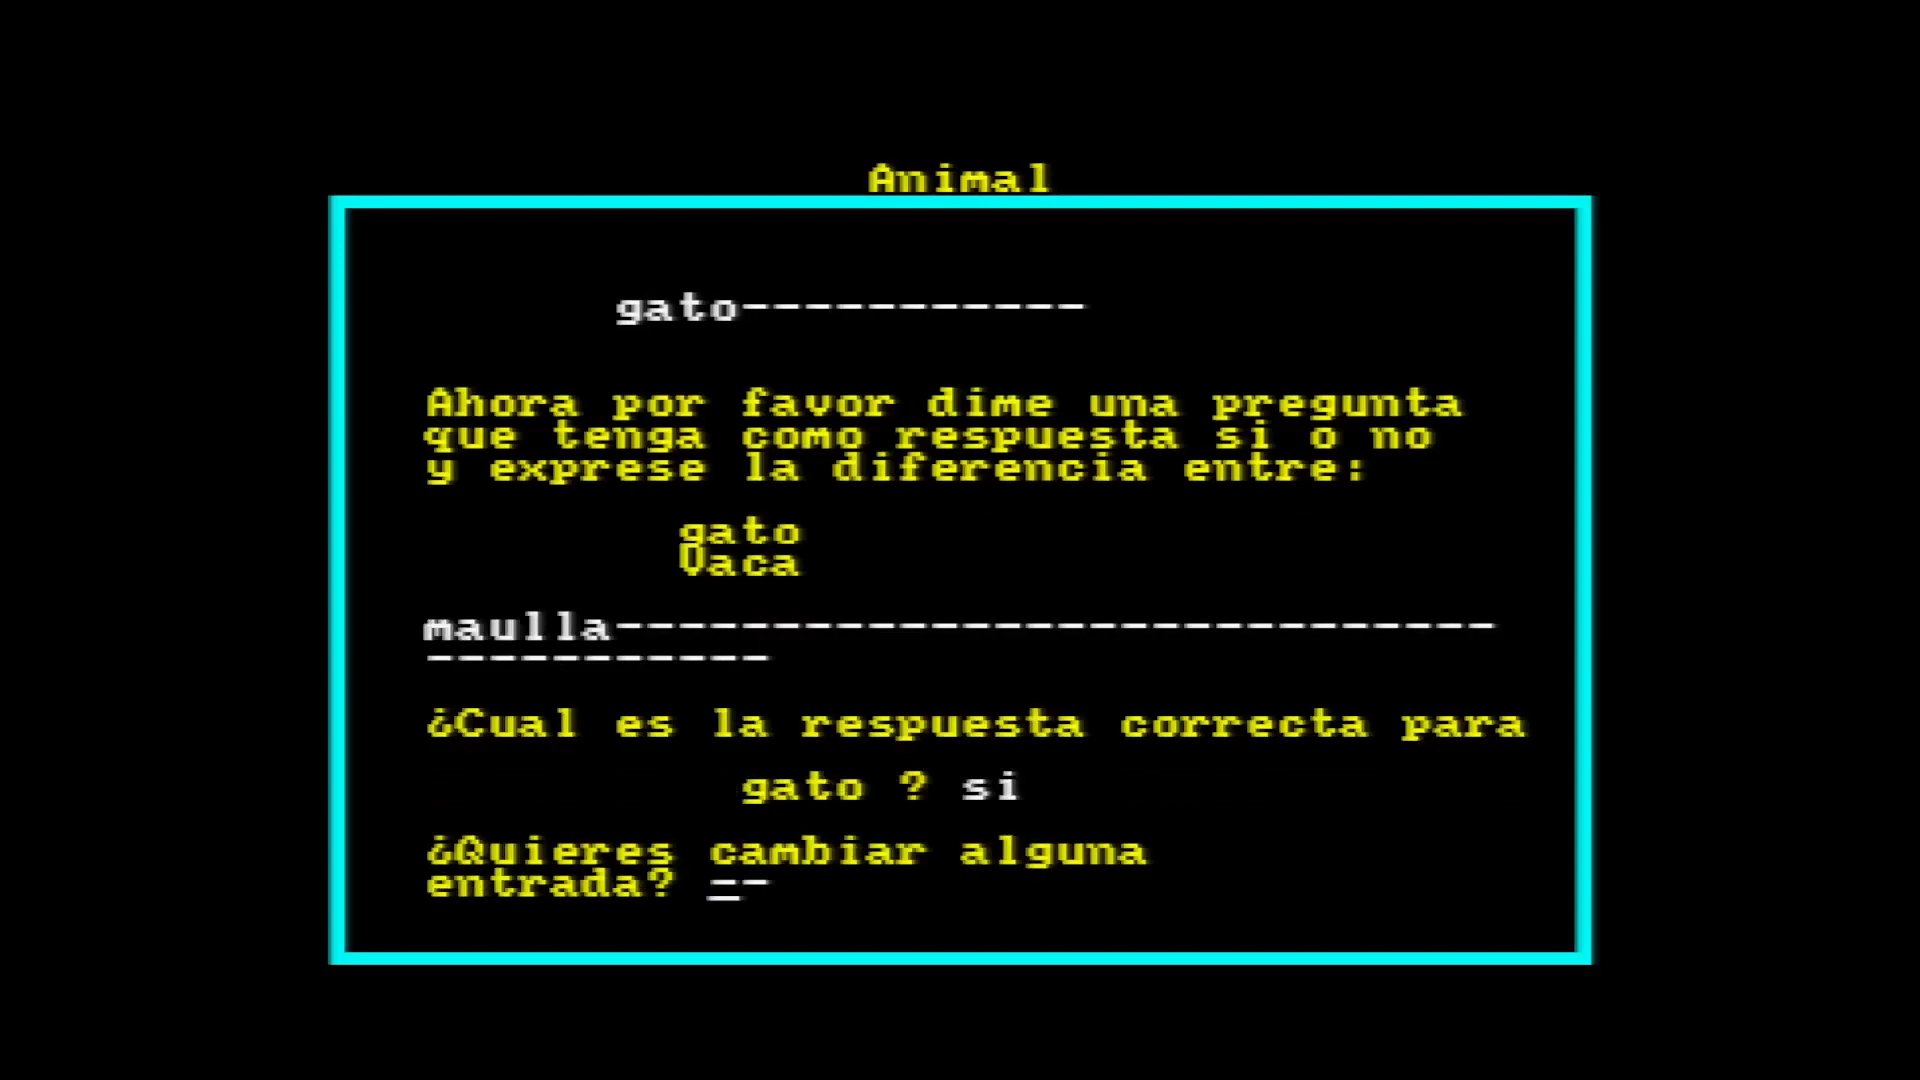 Animal
gato-----------
Ahora por favor dime una pregunta
que tenga como respuesta si o no
y exprese la diferencia entre:
gato
Vaca
maulla----------------------------
-----------
¿Cual es la respuesta correcta para
gato ? si
¿Quieres cambiar alguna
entrada? --